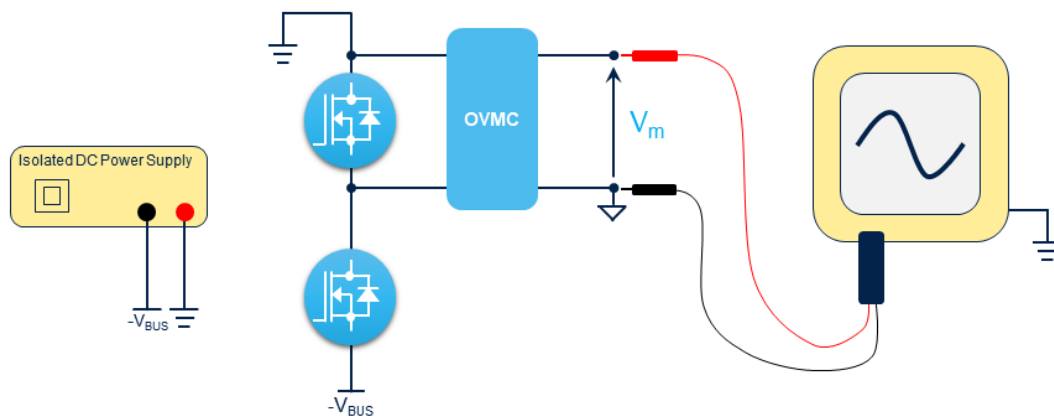 OVMC
Vm
Isolated DC Power Supply
-VBUS
-VBUS